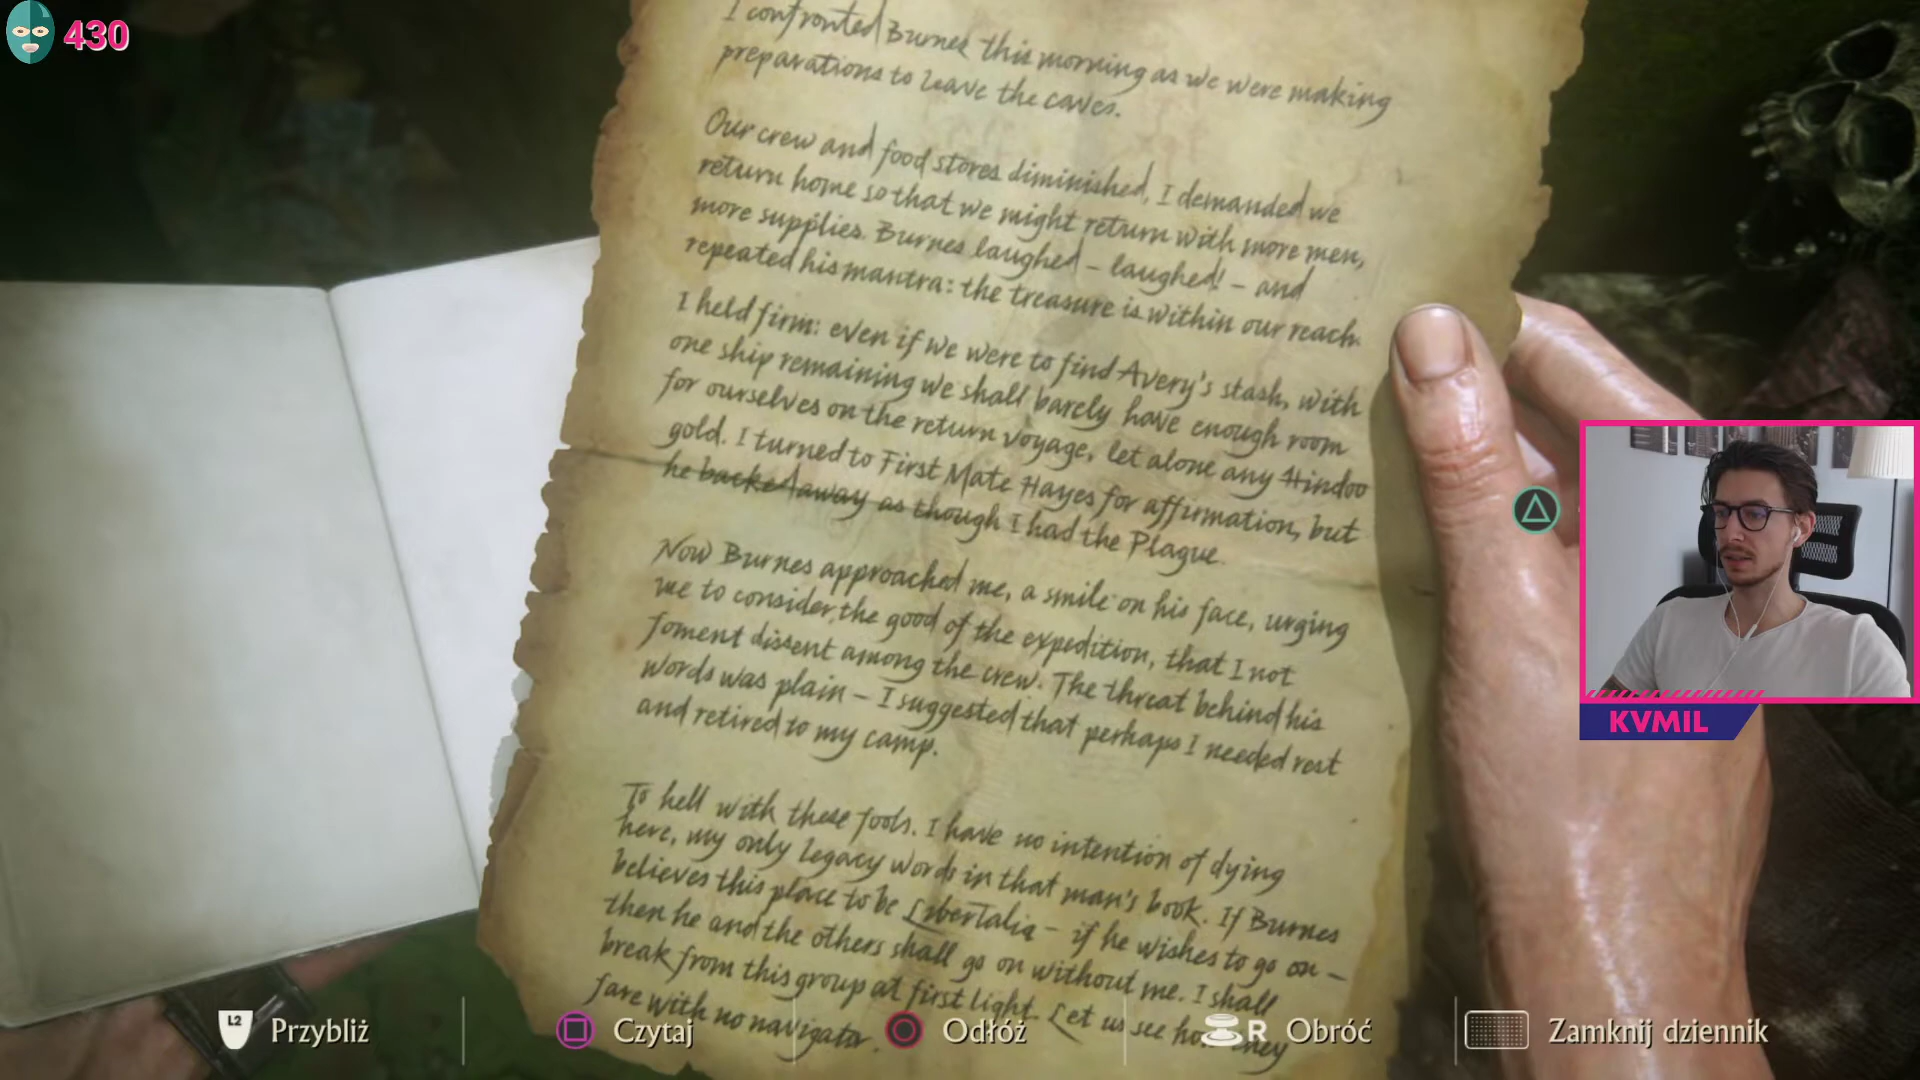 430
I confronted Burnes this morning as we were making
preparations to leave the caves.
Our crew and food stores diminished, I demanded we
return home so that we might return with more men,
more supplies. Burnes laughed – laughed! – and
repeated his mantra: the treasure is within our reach.
I held firm: even if we were to find Avery's stash, with
one ship remaining we shall barely have enough room
for ourselves on the return voyage, let alone any Hindoo
gold. I turned to First Mate Hayes for affirmation, but
he backed away as though I had the Plague.
Now Burnes approached me, a smile on his face, urging
me to consider the good of the expedition, that I not
foment dissent among the crew. The threat behind his
words was plain – I suggested that perhaps I needed rest
and retired to my camp.
To hell with these fools. I have no intention of dying
here, my only legacy words in that man's book. If Burnes
believes this place to be Libertalia – if he wishes to go on –
then he and the others shall go on without me. I shall
break from this group at first light. Let us see how they
fare with no navigator.
KVMIL
L2 Przybliż
Czytaj
Odłóż
R Obróć
Zamknij dziennik